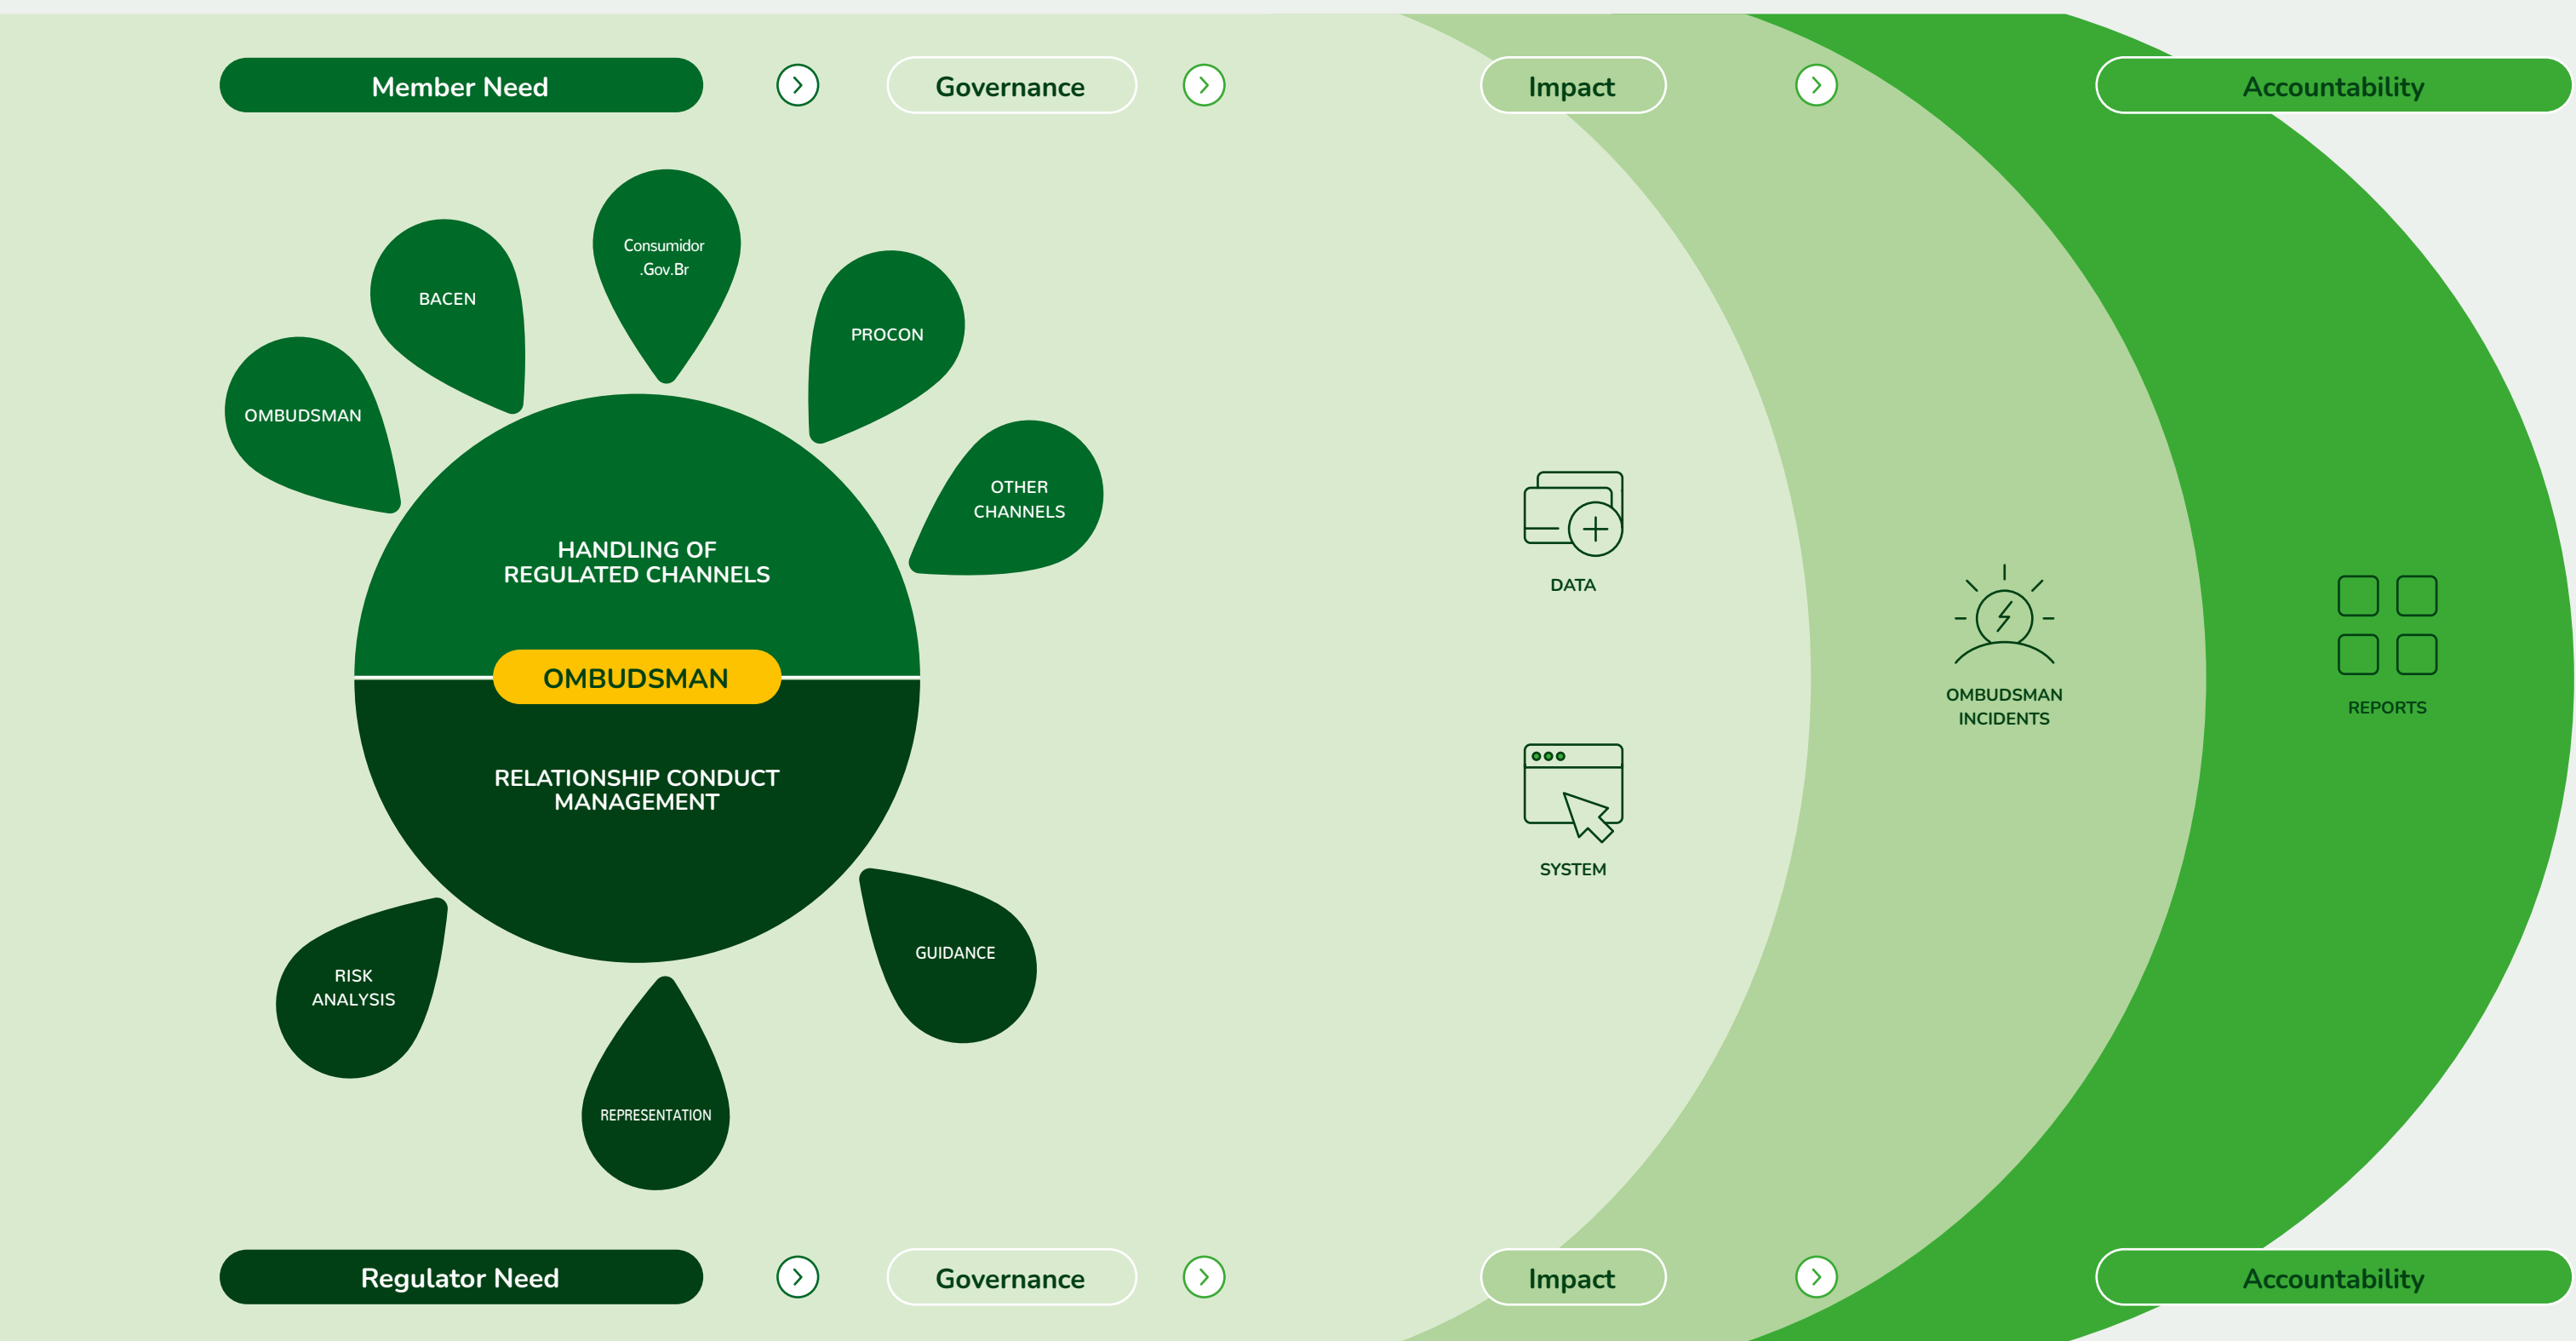 Member Need
Governance
Impact
Accountability
Consumidor
.Gov.Br
BACEN
PROCON
OMBUDSMAN
OTHER
CHANNELS
HANDLING OF
REGULATED CHANNELS
OMBUDSMAN
RELATIONSHIP CONDUCT
MANAGEMENT
GUIDANCE
RISK
ANALYSIS
REPRESENTATION
DATA
SYSTEM
OMBUDSMAN
INCIDENTS
REPORTS
Regulator Need
Governance
Impact
Accountability